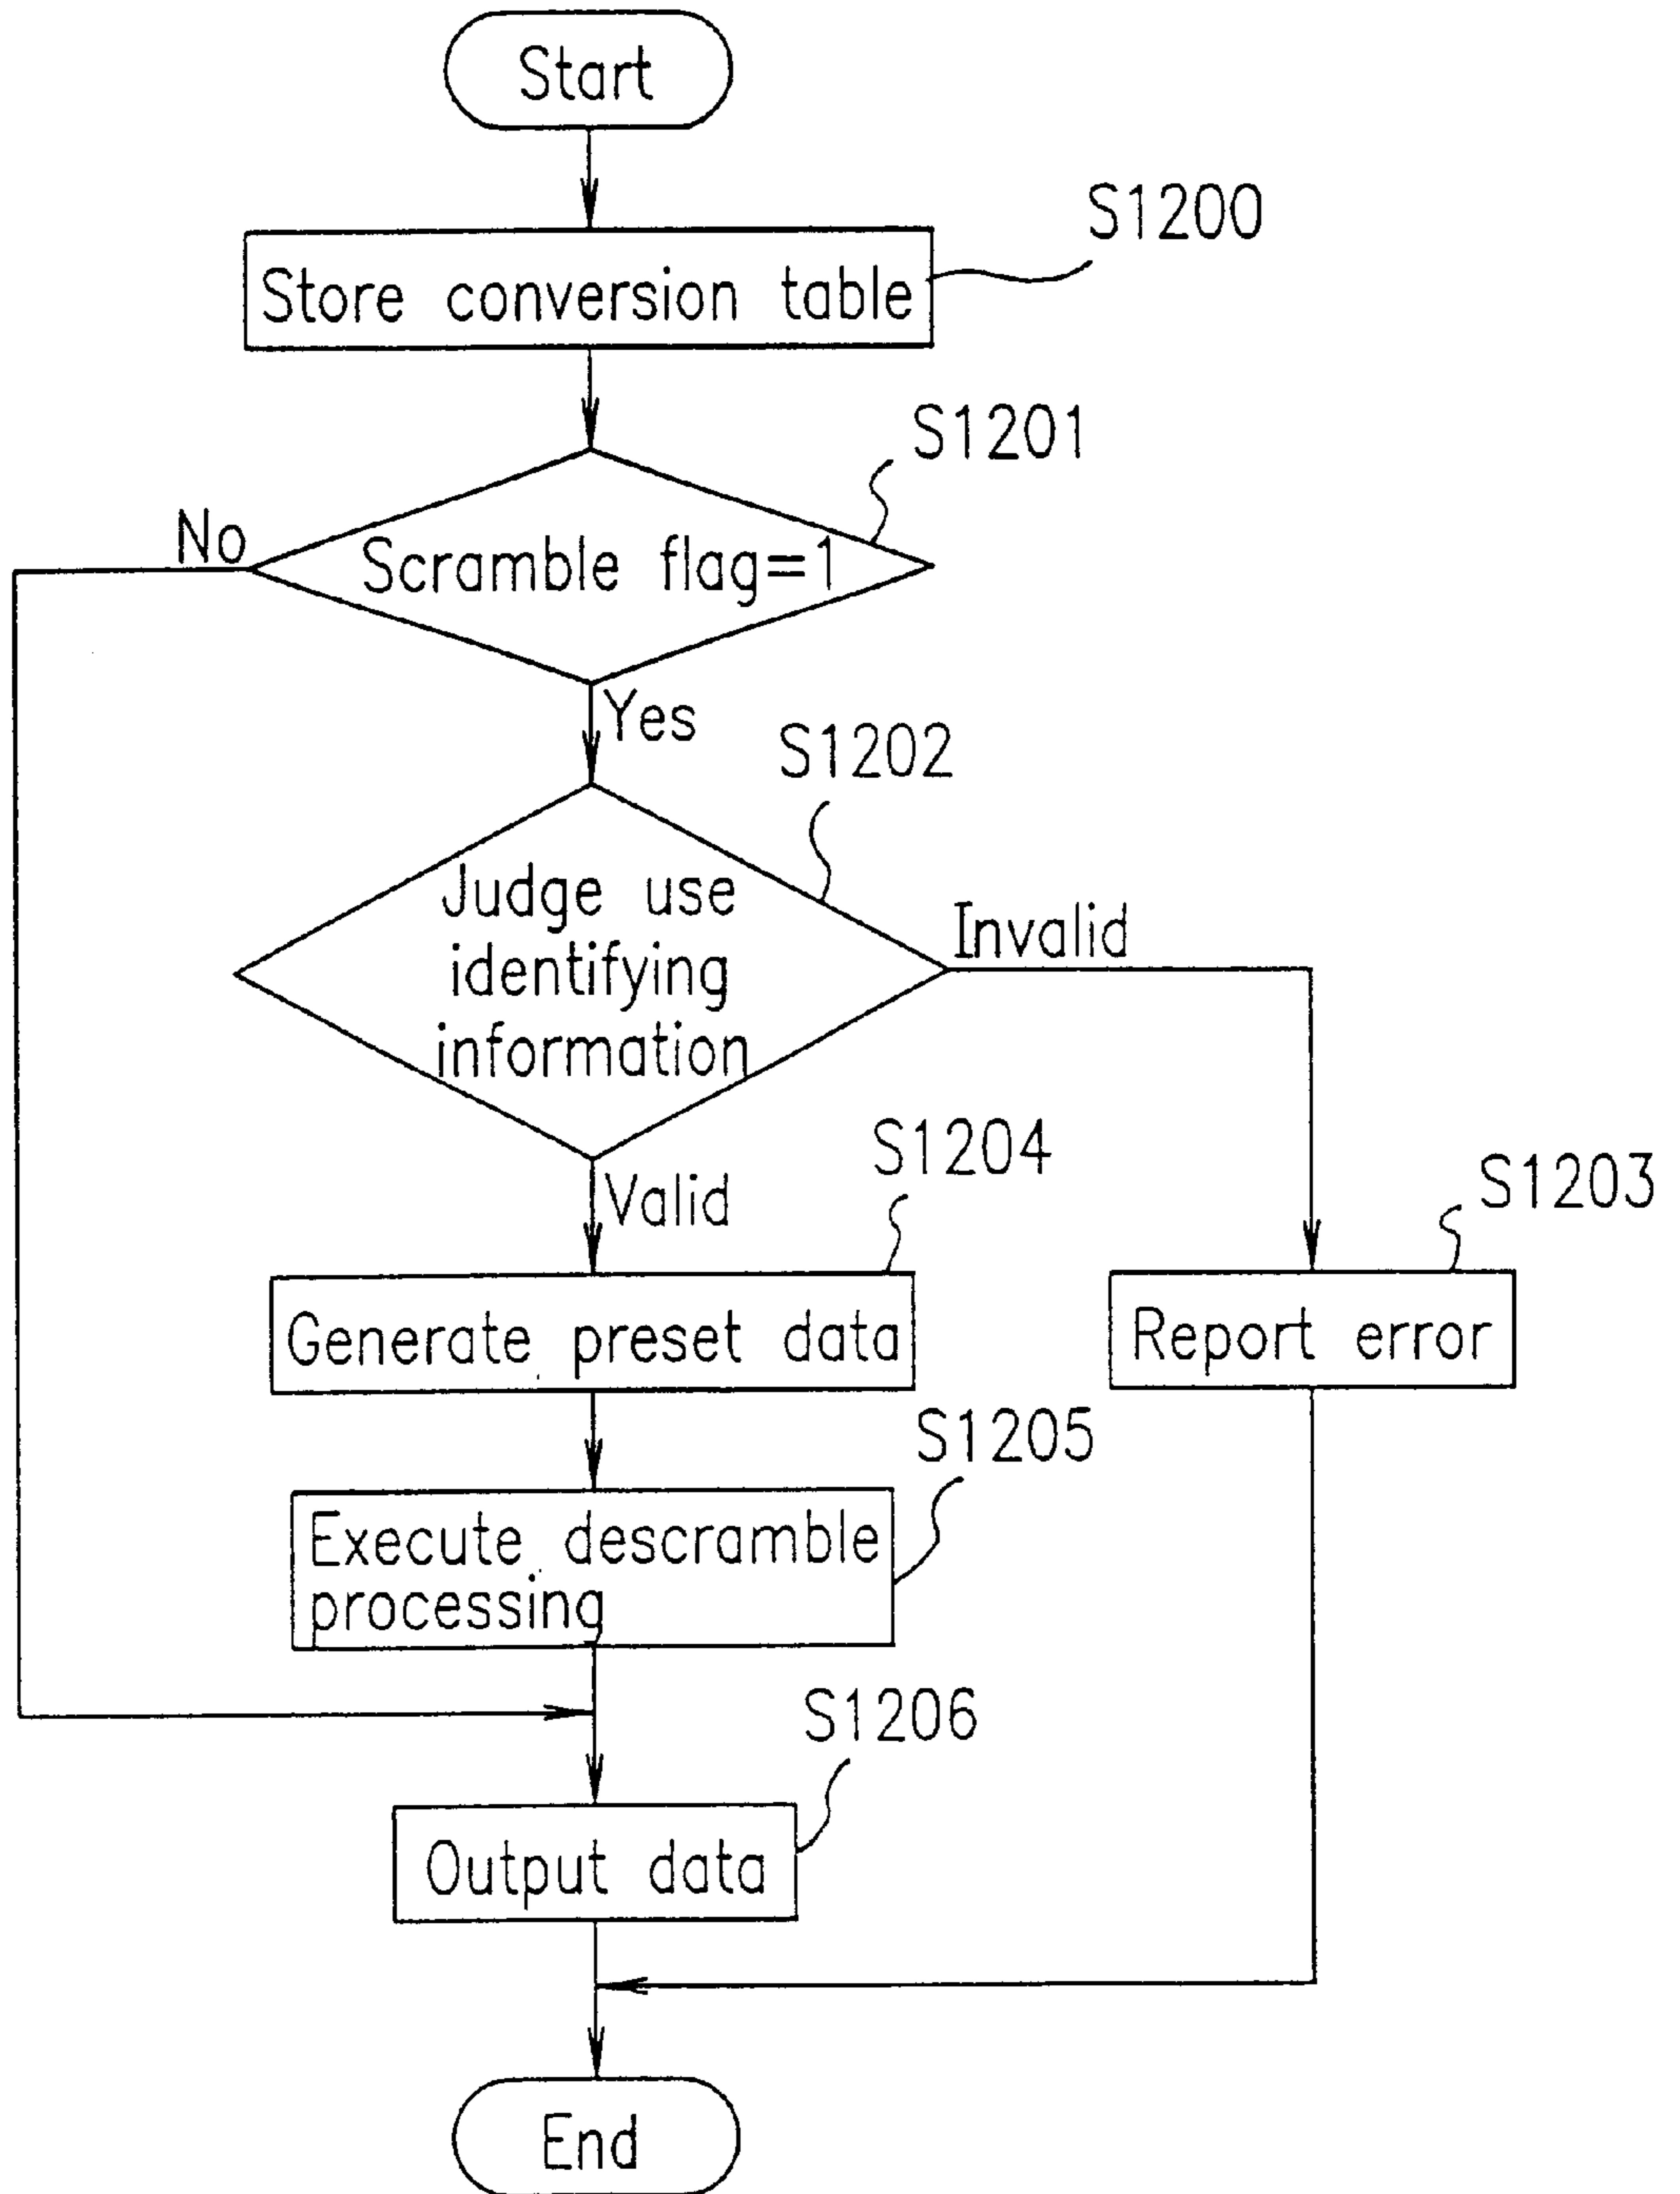 Start
S1200
Store conversion table
S1201
No
Scramble flag=1
Yes
S1202
Judge use
identifying
information
Invalid
S1204
Valid
S1203
Generate preset data
Report error
S1205
Execute descramble
processing
S1206
Output data
End